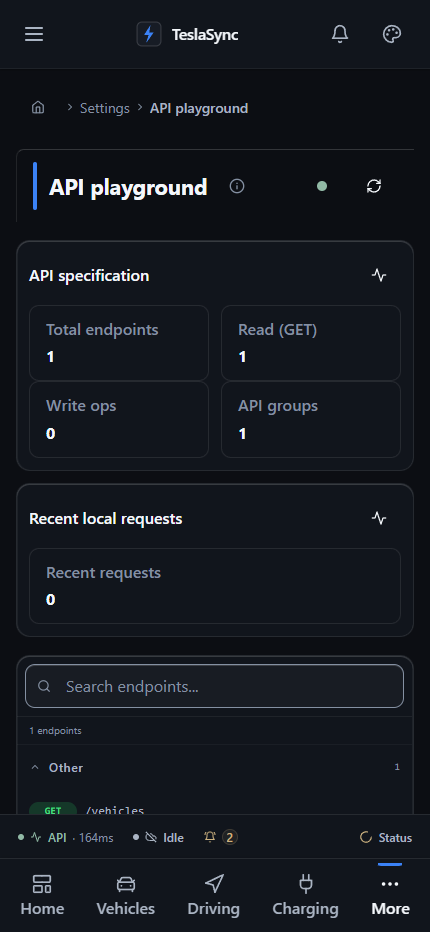 TeslaSync
Settings API playground
API playground
API specification
Total endpoints
1
Read (GET)
1
Write ops
0
API groups
1
Recent local requests
Recent requests
0
Search endpoints...
1 endpoints
Other 1
GET /vehicles
API · 164ms Idle 2 Status
Home Vehicles Driving Charging More